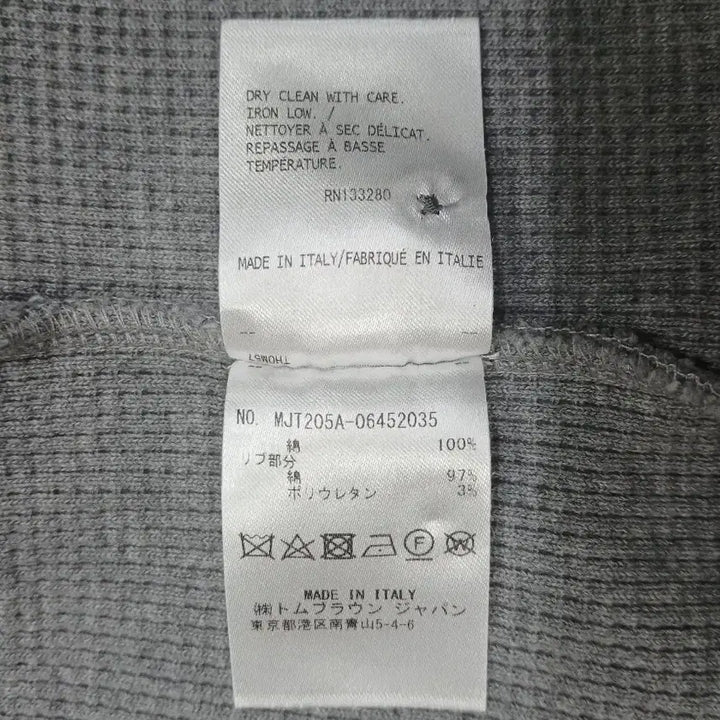 DRY CLEAN WITH CARE.
IRON LOW. /
NETTOYER À SEC DÉLICAT.
REPASSAGE À BASSE
TEMPÉRATURE.
RN133280
MADE IN ITALY/FABRIQUÉ EN ITALIE
THOM57
NO. MJT205A-06452035
綿 100%
リブ部分
綿 97%
ポリウレタン 3%
F W
MADE IN ITALY
㈱トムブラウン ジャパン
東京都港区南青山5-4-6